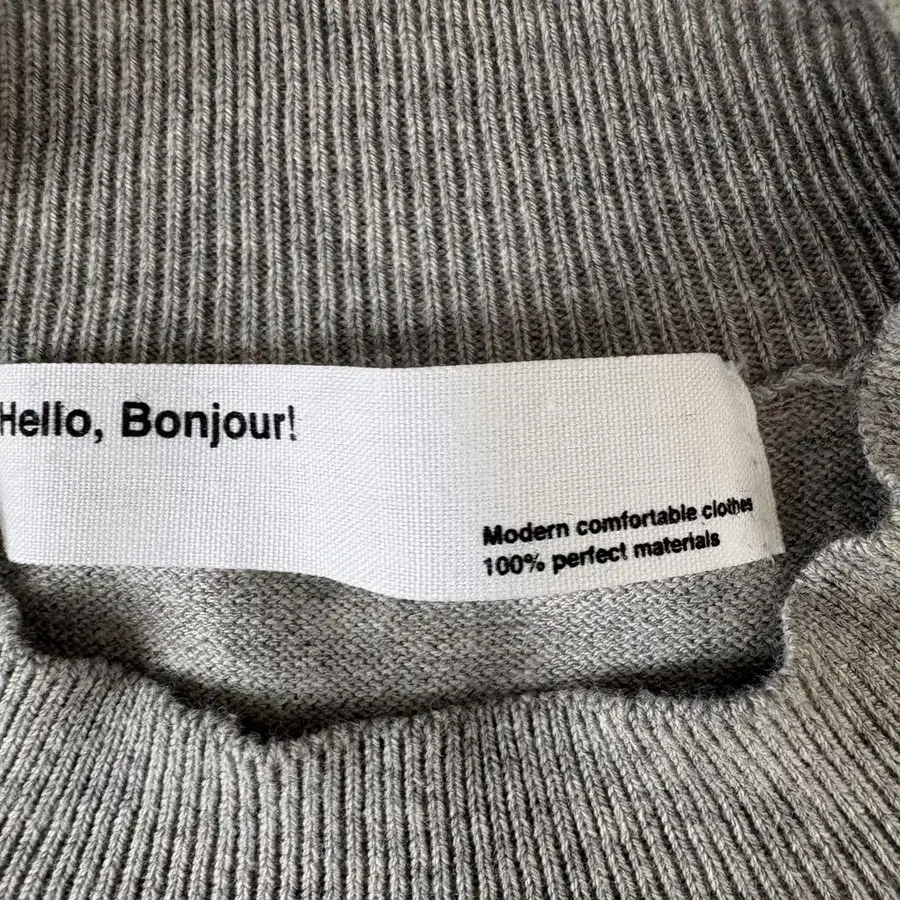 Hello, Bonjour!
Modern comfortable clothes
100% perfect materials